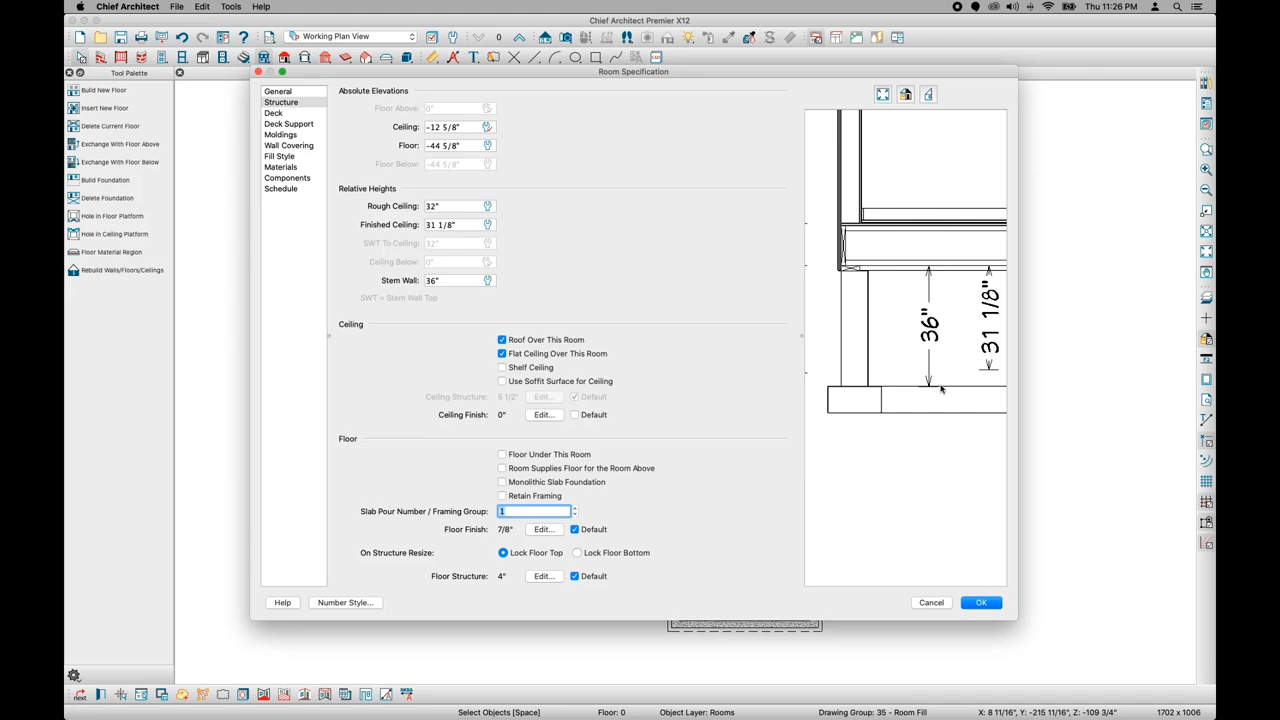 Chief Architect File Edit Tools Help Thu 11:26 PM
Chief Architect Premier X12
Working Plan View 0
Tool Palette
Build New Floor
Insert New Floor
Delete Current Floor
Exchange With Floor Above
Exchange With Floor Below
Build Foundation
Delete Foundation
Hole in Floor Platform
Hole in Ceiling Platform
Floor Material Region
Rebuild Walls/Floors/Ceilings
Room Specification
General
Structure
Deck
Deck Support
Moldings
Wall Covering
Fill Style
Materials
Components
Schedule
Absolute Elevations
Floor Above: 0"
Ceiling: -12 5/8"
Floor: -44 5/8"
Floor Below: -44 5/8"
Relative Heights
Rough Ceiling: 32"
Finished Ceiling: 31 1/8"
SWT To Ceiling: 32"
Ceiling Below: 0"
Stem Wall: 36"
SWT = Stem Wall Top
Ceiling
Roof Over This Room
Flat Ceiling Over This Room
Shelf Ceiling
Use Soffit Surface for Ceiling
Ceiling Structure: 5 1/2" Edit... Default
Ceiling Finish: 0" Edit... Default
Floor
Floor Under This Room
Room Supplies Floor for the Room Above
Monolithic Slab Foundation
Retain Framing
Slab Pour Number / Framing Group: 1
Floor Finish: 7/8" Edit... Default
On Structure Resize: Lock Floor Top Lock Floor Bottom
Floor Structure: 4" Edit... Default
36"
31 1/8"
Help Number Style... Cancel OK
next
Select Objects [Space] Floor: 0 Object Layer: Rooms Drawing Group: 35 - Room Fill X: 8 11/16", Y: -215 11/16", Z: -109 3/4" 1702 x 1006